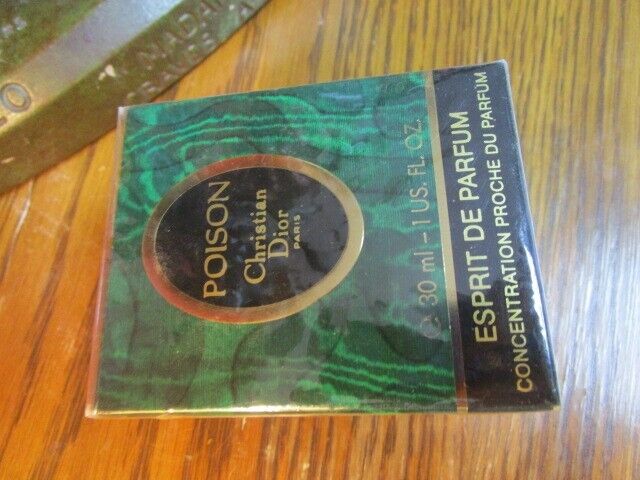 POISON
Christian
Dior
PARIS
℮ 30 ml – 1 US. FL. OZ.
ESPRIT DE PARFUM
CONCENTRATION PROCHE DU PARFUM